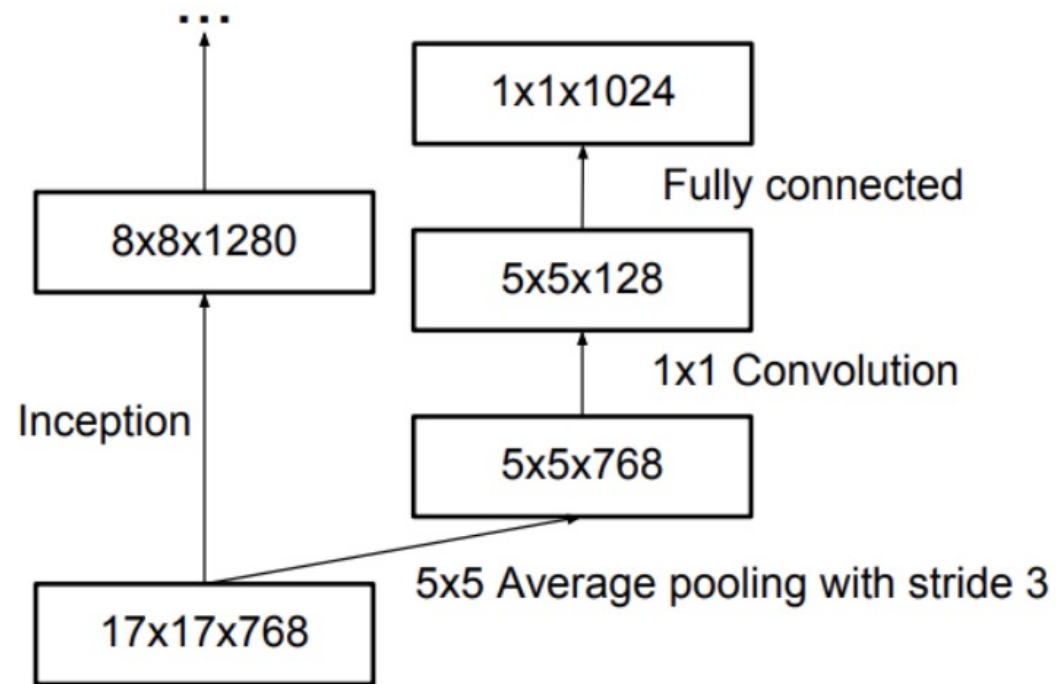 ...
1x1x1024
Fully connected
8x8x1280
5x5x128
1x1 Convolution
Inception
5x5x768
5x5 Average pooling with stride 3
17x17x768